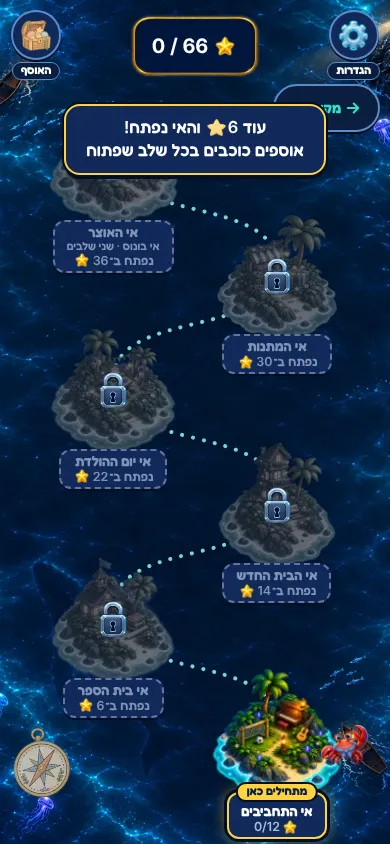 0 / 66
האוסף
הגדרות
עוד 6 והאי נפתח!
אוספים כוכבים בכל שלב שפתוח
אי האוצר
אי בונוס · שני שלבים
נפתח ב־36
אי המתנות
נפתח ב־30
אי יום ההולדת
נפתח ב־22
אי הבית החדש
נפתח ב־14
אי בית הספר
נפתח ב־6
מתחילים כאן
אי התחביבים
0/12